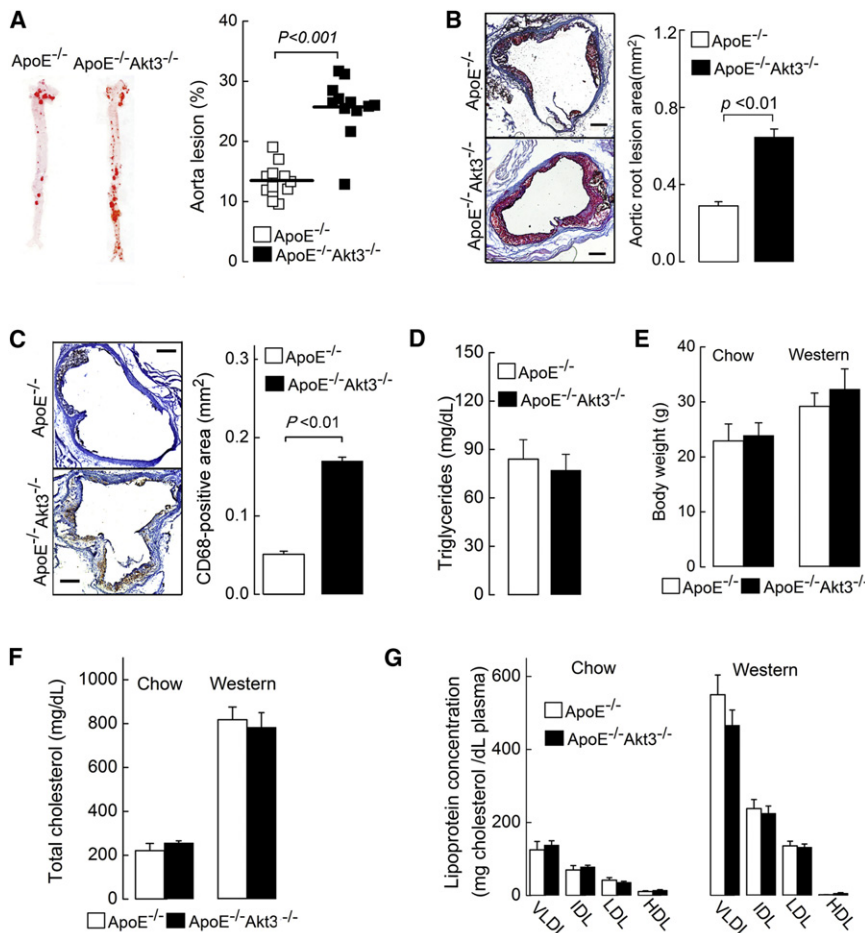 A
ApoE-/- ApoE-/-Akt3-/-
Aorta lesion (%)
40
30
20
10
0
P<0.001
ApoE-/-
ApoE-/-Akt3-/-
B
ApoE-/-
ApoE-/-Akt3-/-
Aortic root lesion area(mm2)
1.2
0.8
0.4
0.0
ApoE-/-
ApoE-/-Akt3-/-
p <0.01
C
ApoE-/-
ApoE-/-Akt3-/-
CD68-positive area (mm2)
0.3
0.2
0.1
0.0
ApoE-/-
ApoE-/-Akt3-/-
P<0.01
D
Triglycerides (mg/dL)
150
120
90
60
30
0
ApoE-/-
ApoE-/-Akt3-/-
E
Body weight (g)
40
30
20
10
0
Chow Western
ApoE-/- ApoE-/-Akt3-/-
F
Total cholesterol (mg/dL)
1000
800
600
400
200
0
Chow Western
ApoE-/- ApoE-/-Akt3 -/-
G
Lipoprotein concentration
(mg cholesterol /dL plasma)
600
400
200
0
Chow Western
ApoE-/-
ApoE-/-Akt3-/-
VLDL IDL LDL HDL
VLDL IDL LDL HDL